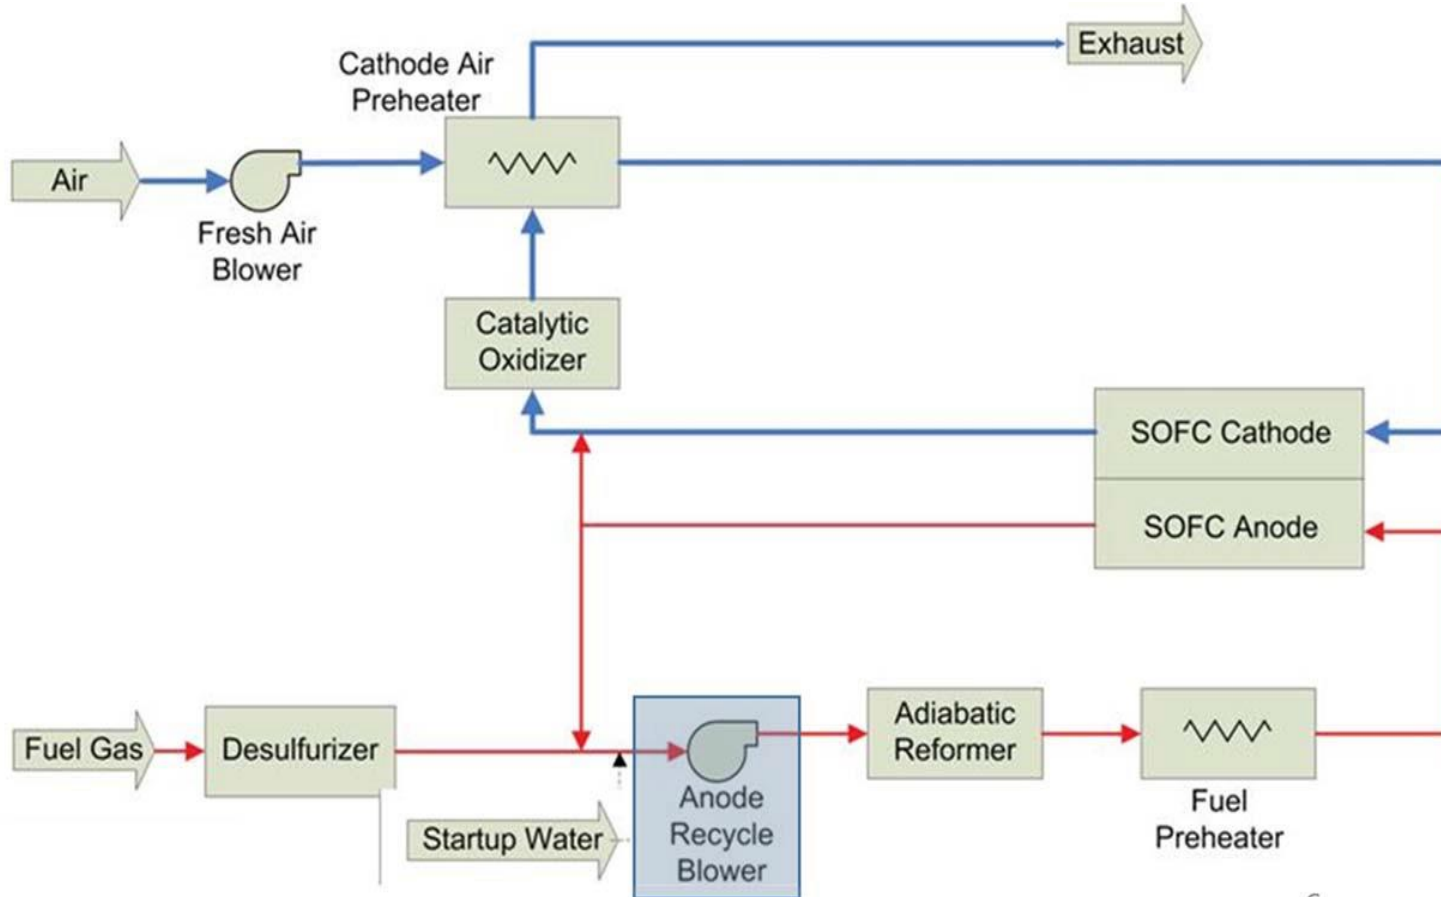 Exhaust
Cathode Air
Preheater
Air
Fresh Air
Blower
Catalytic
Oxidizer
SOFC Cathode
SOFC Anode
Fuel Gas
Desulfurizer
Startup Water
Anode
Recycle
Blower
Adiabatic
Reformer
Fuel
Preheater